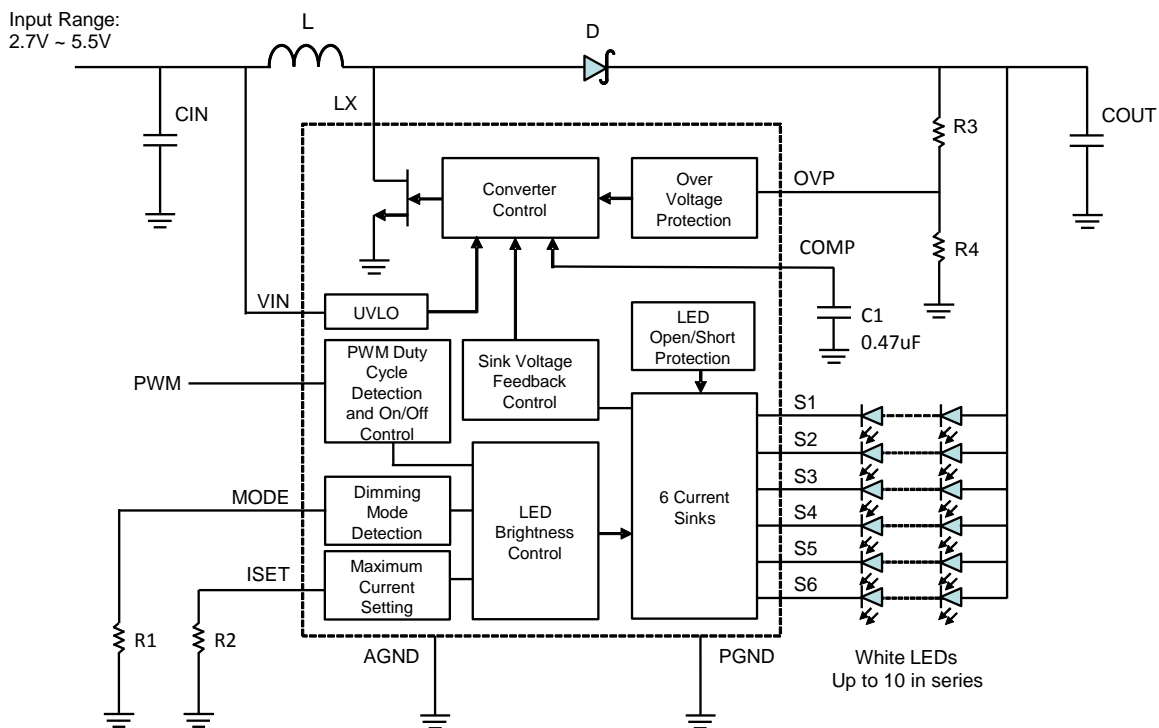 Input Range:
2.7V ~ 5.5V
L
D
LX
CIN
COUT
R3
OVP
Converter
Control
Over
Voltage
Protection
COMP
R4
VIN
UVLO
C1
0.47uF
LED
Open/Short
Protection
PWM
PWM Duty
Cycle
Detection
and On/Off
Control
Sink Voltage
Feedback
Control
S1
S2
S3
S4
S5
S6
MODE
Dimming
Mode
Detection
LED
Brightness
Control
6 Current
Sinks
ISET
Maximum
Current
Setting
R1
R2
AGND
PGND
White LEDs
Up to 10 in series